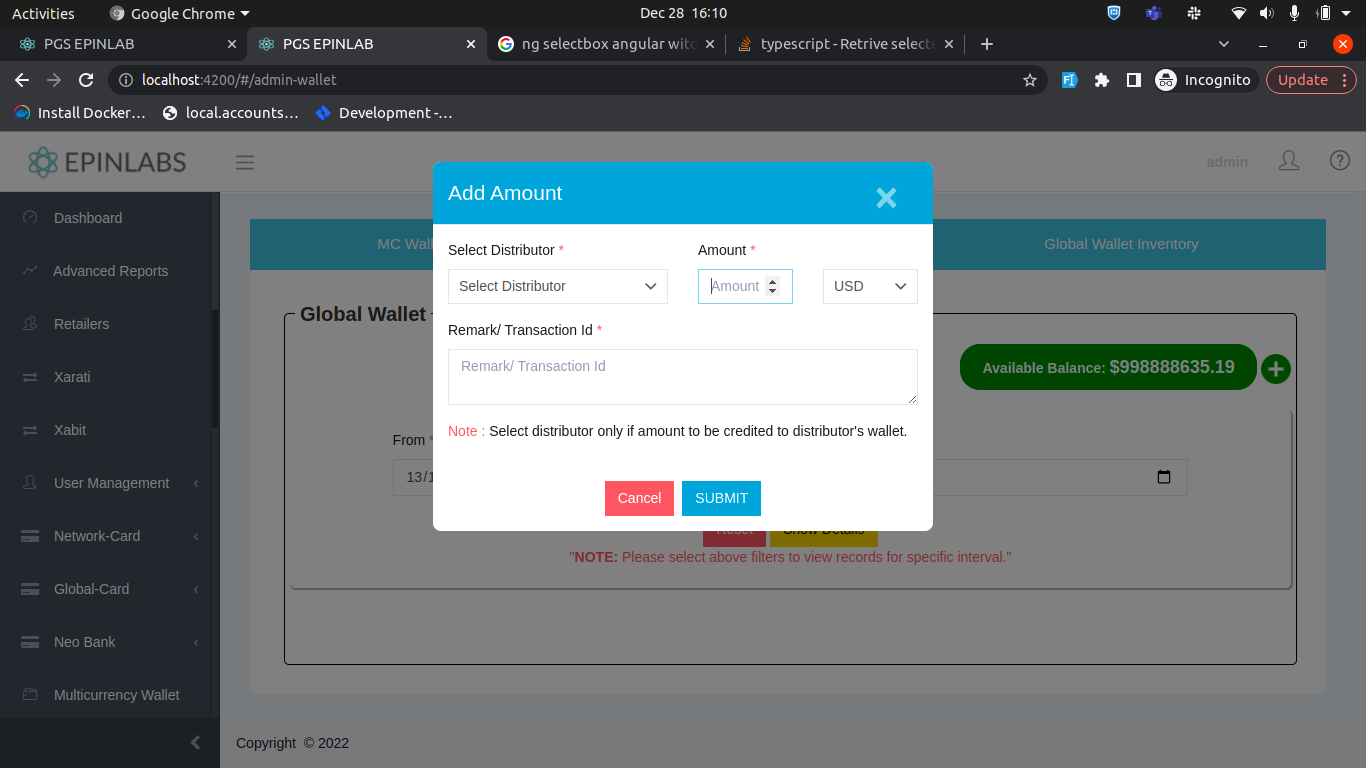 Activities
Google Chrome
Dec 28 16:10
PGS EPINLAB
PGS EPINLAB
ng selectbox angular witc
typescript - Retrive selecte
localhost:4200/#/admin-wallet
Incognito
Update
Install Docker...
local.accounts...
Development -...
EPINLABS
admin
Dashboard
Advanced Reports
Retailers
Xarati
Xabit
User Management
Network-Card
Global-Card
Neo Bank
Multicurrency Wallet
MC Wall
Global Wallet Inventory
Global Wallet
Available Balance: $998888635.19
From *
13/1
Add Amount
Select Distributor *
Amount *
Select Distributor
Amount
USD
Remark/ Transaction Id *
Remark/ Transaction Id
Note : Select distributor only if amount to be credited to distributor's wallet.
Cancel
SUBMIT
Reset
Show Details
"NOTE: Please select above filters to view records for specific interval."
Copyright © 2022